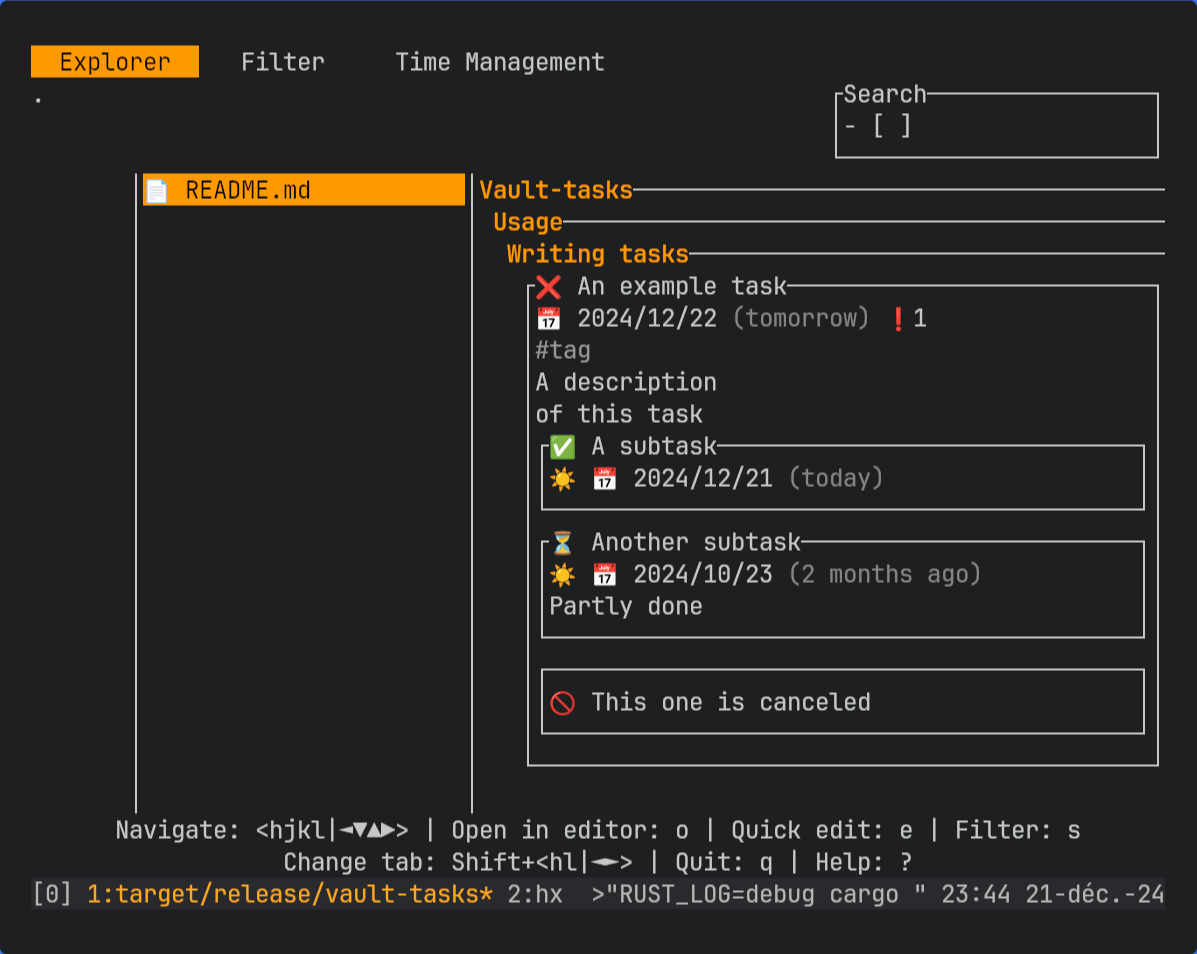 Explorer Filter Time Management
.
Search
- [ ]
📄 README.md
Vault-tasks
Usage
Writing tasks
❌ An example task
📅 2024/12/22 (tomorrow) ❗1
#tag
A description
of this task
✅ A subtask
☀️ 📅 2024/12/21 (today)
⏳ Another subtask
☀️ 📅 2024/10/23 (2 months ago)
Partly done
🚫 This one is canceled
Navigate: <hjkl|◄▼▲►> | Open in editor: o | Quick edit: e | Filter: s
Change tab: Shift+<hl|◄►> | Quit: q | Help: ?
[0] 1:target/release/vault-tasks* 2:hx >"RUST_LOG=debug cargo " 23:44 21-déc.-24